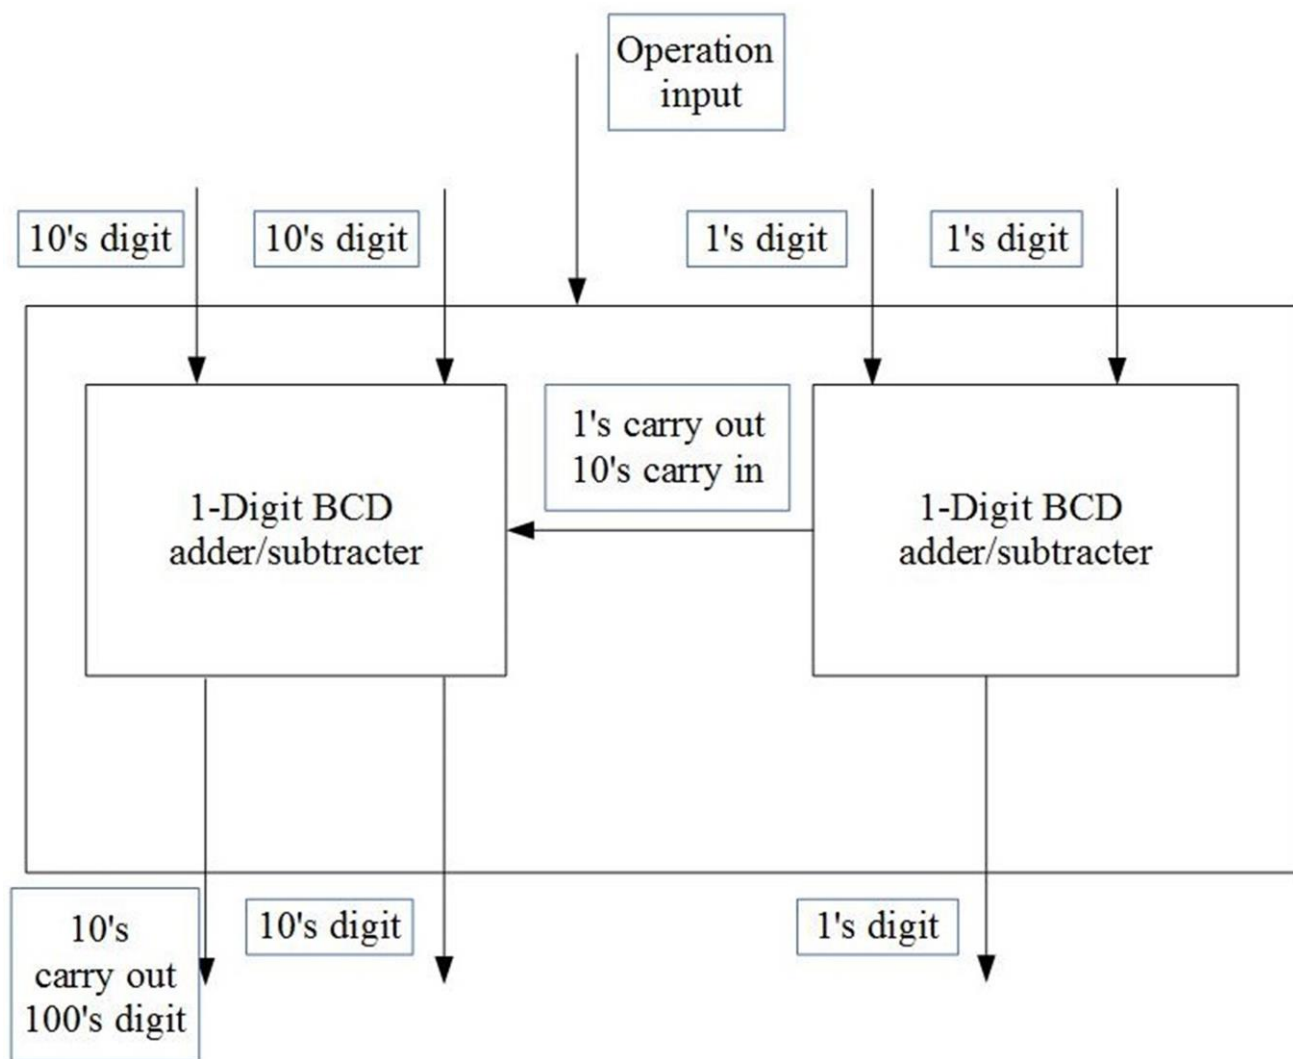 Operation
input
10's digit
10's digit
1's digit
1's digit
1's carry out
10's carry in
1-Digit BCD
adder/subtracter
1-Digit BCD
adder/subtracter
10's
carry out
100's digit
10's digit
1's digit